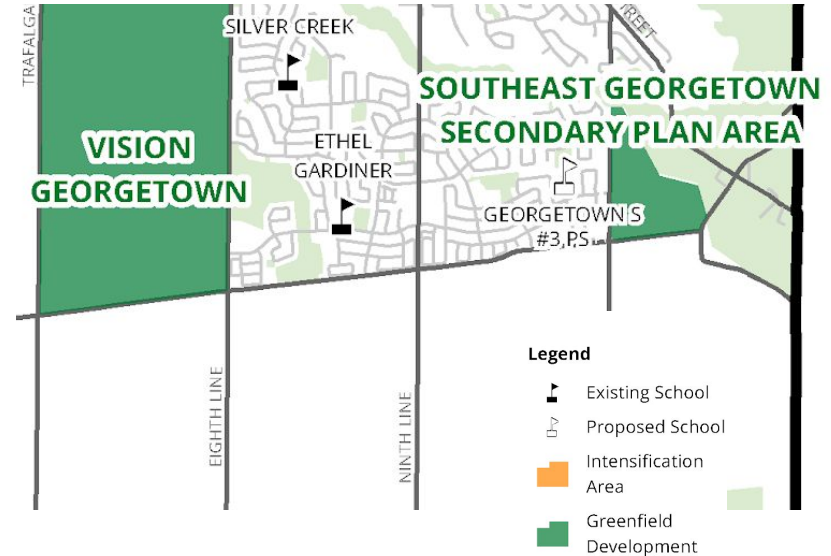 TRAFALGA
SILVER CREEK
REET
SOUTHEAST GEORGETOWN
SECONDARY PLAN AREA
VISION
GEORGETOWN
ETHEL
GARDINER
GEORGETOWN S
#3 PS
EIGHTH LINE
NINTH LINE
Legend
Existing School
Proposed School
Intensification
Area
Greenfield
Development